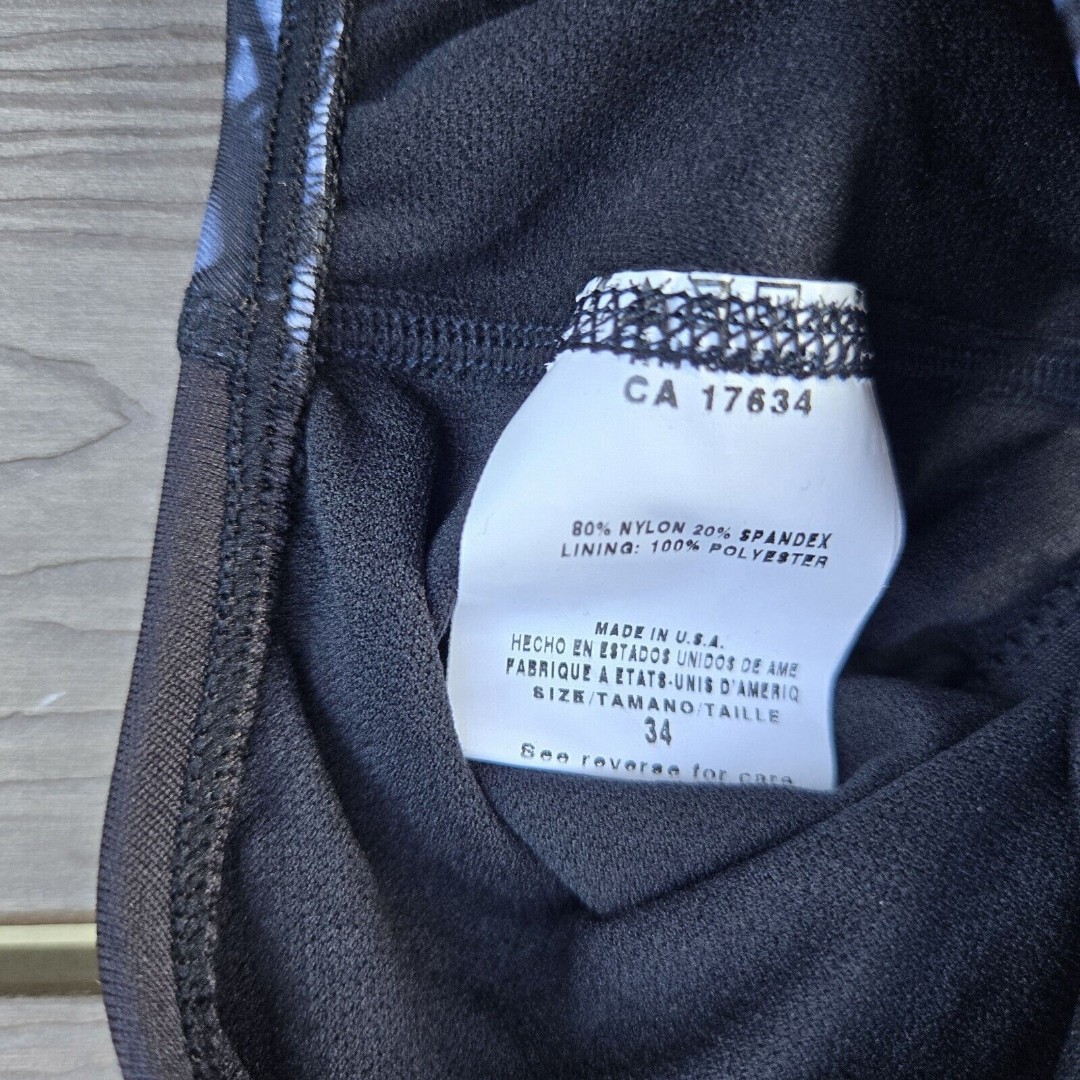 CA 17634
80% NYLON 20% SPANDEX
LINING: 100% POLYESTER
MADE IN U.S.A.
HECHO EN ESTADOS UNIDOS DE AME
FABRIQUE A ETATS-UNIS D'AMERIQ
SIZE/TAMANO/TAILLE
34
See reverse for care